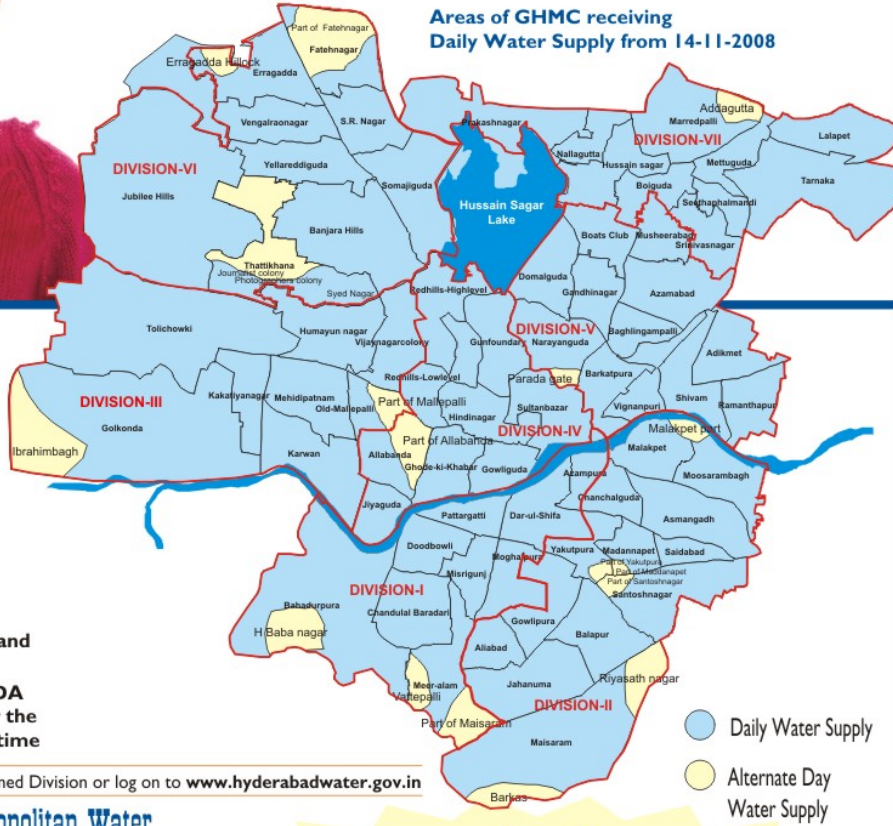 Areas of GHMC receiving
Daily Water Supply from 14-11-2008
Part of Fatehnagar
Fatehnagar
Erragadda Hillock
Erragadda
Vengalraonagar
S.R. Nagar
DIVISION-VI
Jubilee Hills
Yellareddiguda
Somajiguda
Banjara Hills
Thattikhana
Journalist colony
Photographers colony
Syed Nagar
Prakashnagar
Hussain Sagar
Lake
Nallagutta
Addagutta
Marredpalli
DIVISION-VII
Lalapet
Hussain sagar
Mettuguda
Tarnaka
Boiguda
Seethaphalmandi
Boats Club
Musheerabad
Srinivasnagar
Domalguda
Gandhinagar
Azamabad
Redhills-Highlevel
Tolichowki
Humayun nagar
Vijaynagarcolony
Gunfoundary
DIVISION-V
Narayanguda
Baghlingampalli
Adikmet
Redhills-Lowlevel
Parada gate
Barkatpura
DIVISION-III
Golkonda
Kakatiyanagar
Mehidipatnam
Old-Mallepalli
Part of Mallepalli
Hindinagar
Sultanbazar
Vignanpuri
Shivam
Ramanthapur
DIVISION-IV
Malakpet part
Ibrahimbagh
Karwan
Allabanda
Part of Allabanda
Ghode-ki-Khabar
Gowliguda
Malakpet
Azampura
Moosarambagh
Jiyaguda
Chanchalguda
Pattargatti
Dar-ul-Shifa
Asmangadh
Doodbowli
Moghalpura
Yakutpura
Madannapet
Saidabad
Part of Yakutpura
Part of Maddanapet
Part of Santoshnagar
Santoshnagar
Misrigunj
DIVISION-I
Bahadurpura
Chandulal Baradari
H Baba nagar
Gowlipura
Balapur
Aliabad
Meer-alam
Vattepalli
Jahanuma
Riyasath nagar
DIVISION-II
Part of Maisaram
Maisaram
Barkas
Daily Water Supply
Alternate Day
Water Supply
and
DA
the
time
med Division or log on to www.hyderabadwater.gov.in
opolitan Water